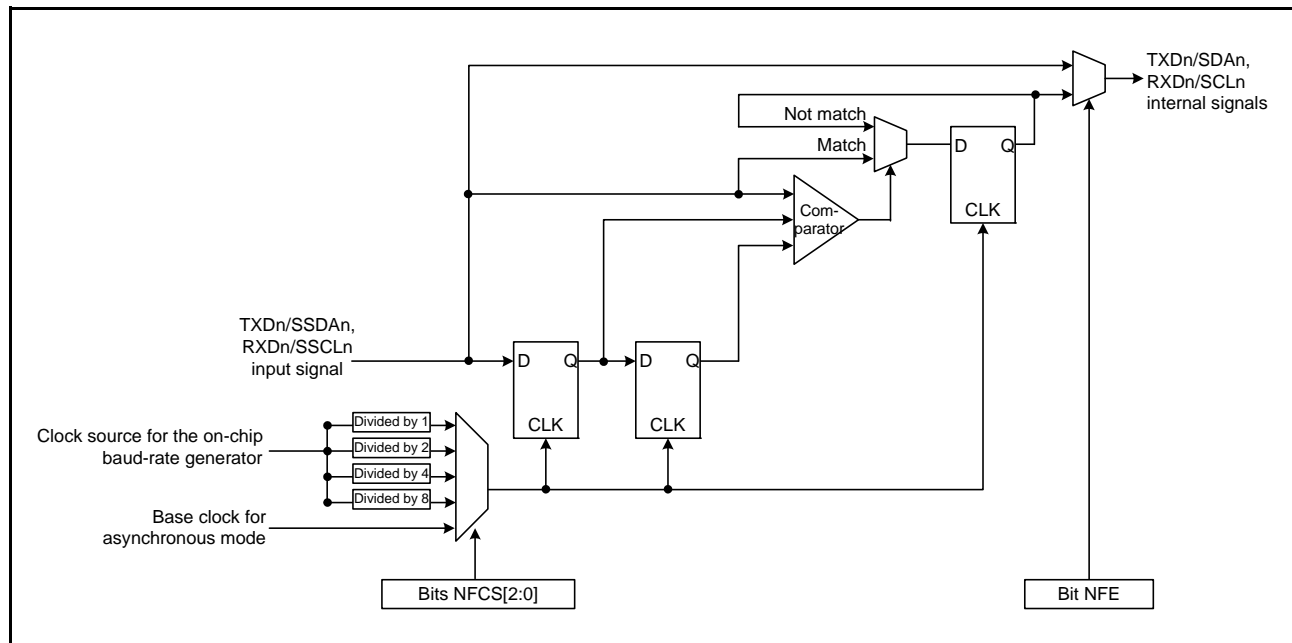 TXDn/SDAn,
RXDn/SCLn
internal signals
Not match
Match
D
Q
CLK
Com-
parator
TXDn/SSDAn,
RXDn/SSCLn
input signal
D
Q
CLK
D
Q
CLK
Clock source for the on-chip
baud-rate generator
Divided by 1
Divided by 2
Divided by 4
Divided by 8
Base clock for
asynchronous mode
Bits NFCS[2:0]
Bit NFE